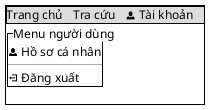 Trang chủ Tra cứu Tài khoản
Menu người dùng
Hồ sơ cá nhân
Đăng xuất